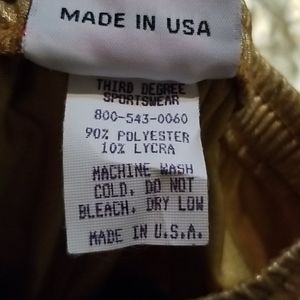 MADE IN USA
THIRD DEGREE
SPORTSWEAR
800-543-0060
90% POLYESTER
10% LYCRA
MACHINE WASH
COLD, DO NOT
BLEACH, DRY LOW
MADE IN U.S.A.